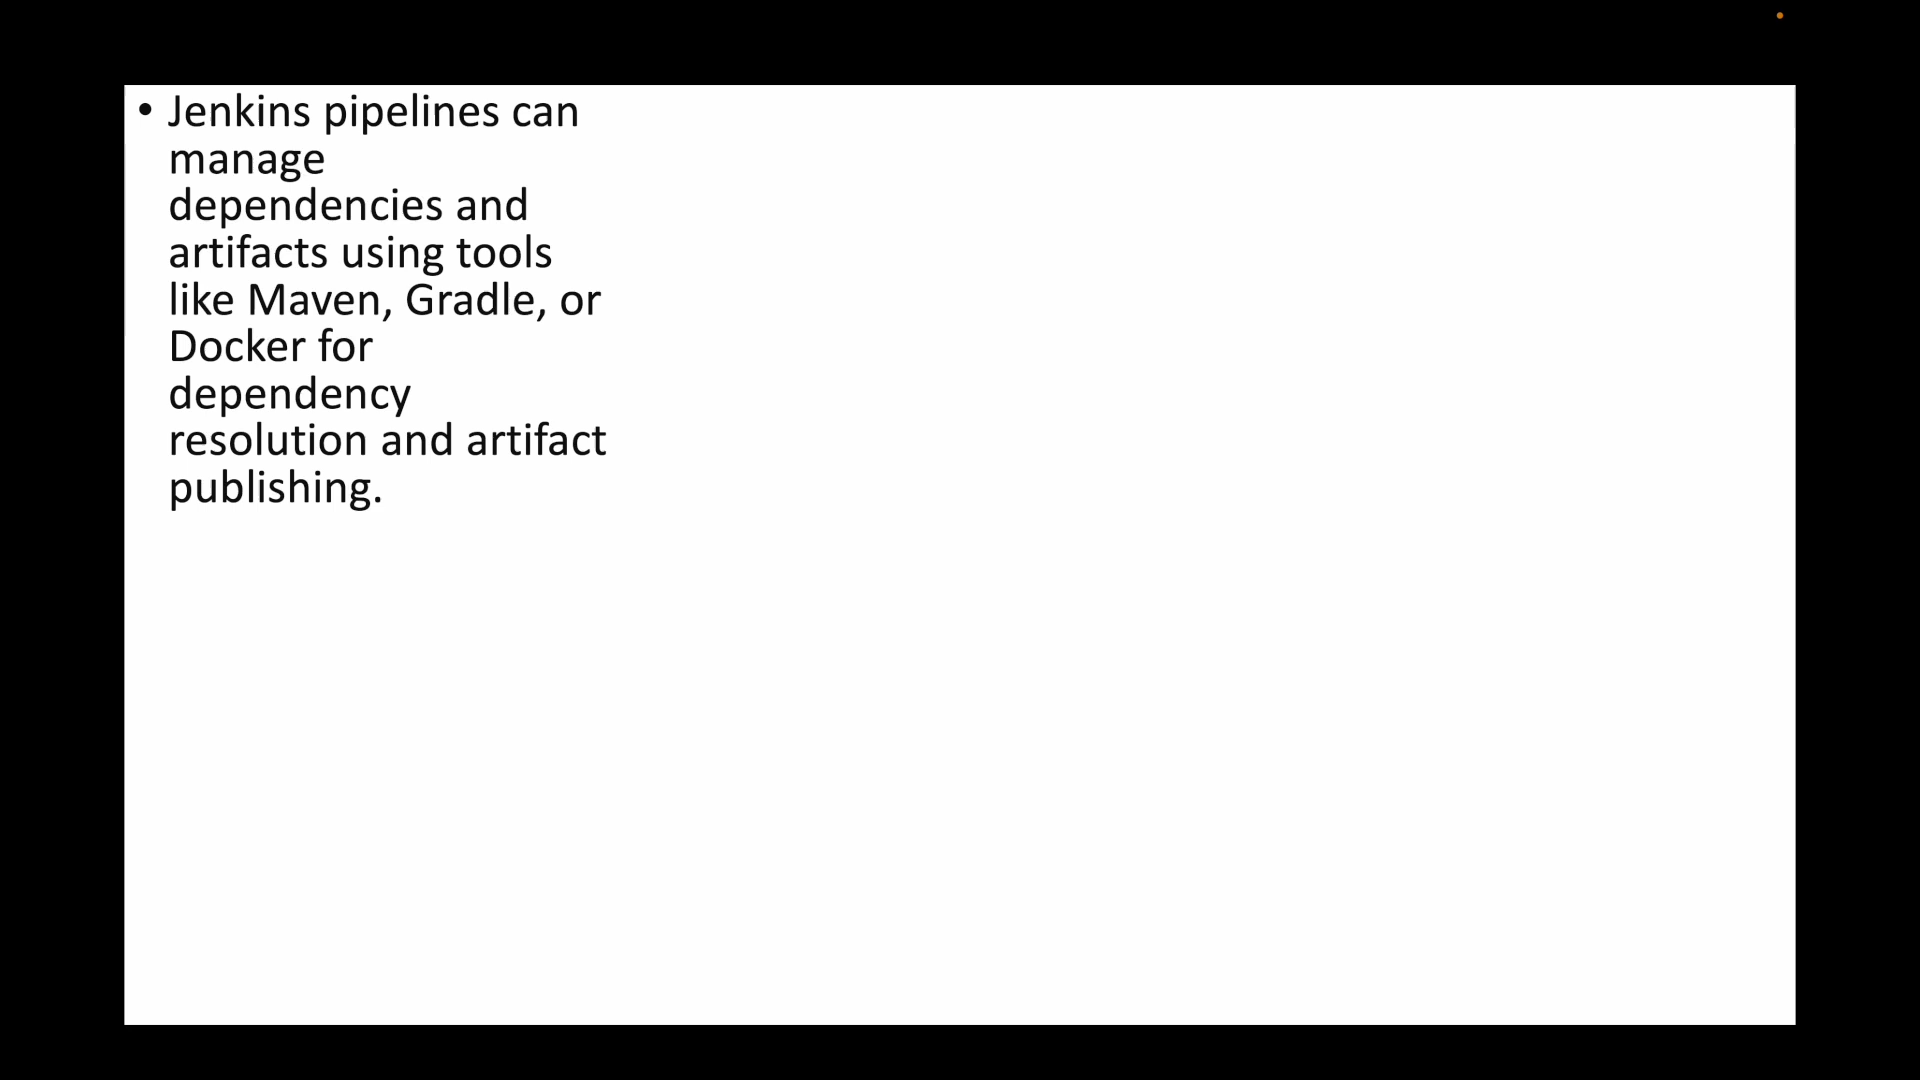 • Jenkins pipelines can
manage
dependencies and
artifacts using tools
like Maven, Gradle, or
Docker for
dependency
resolution and artifact
publishing.